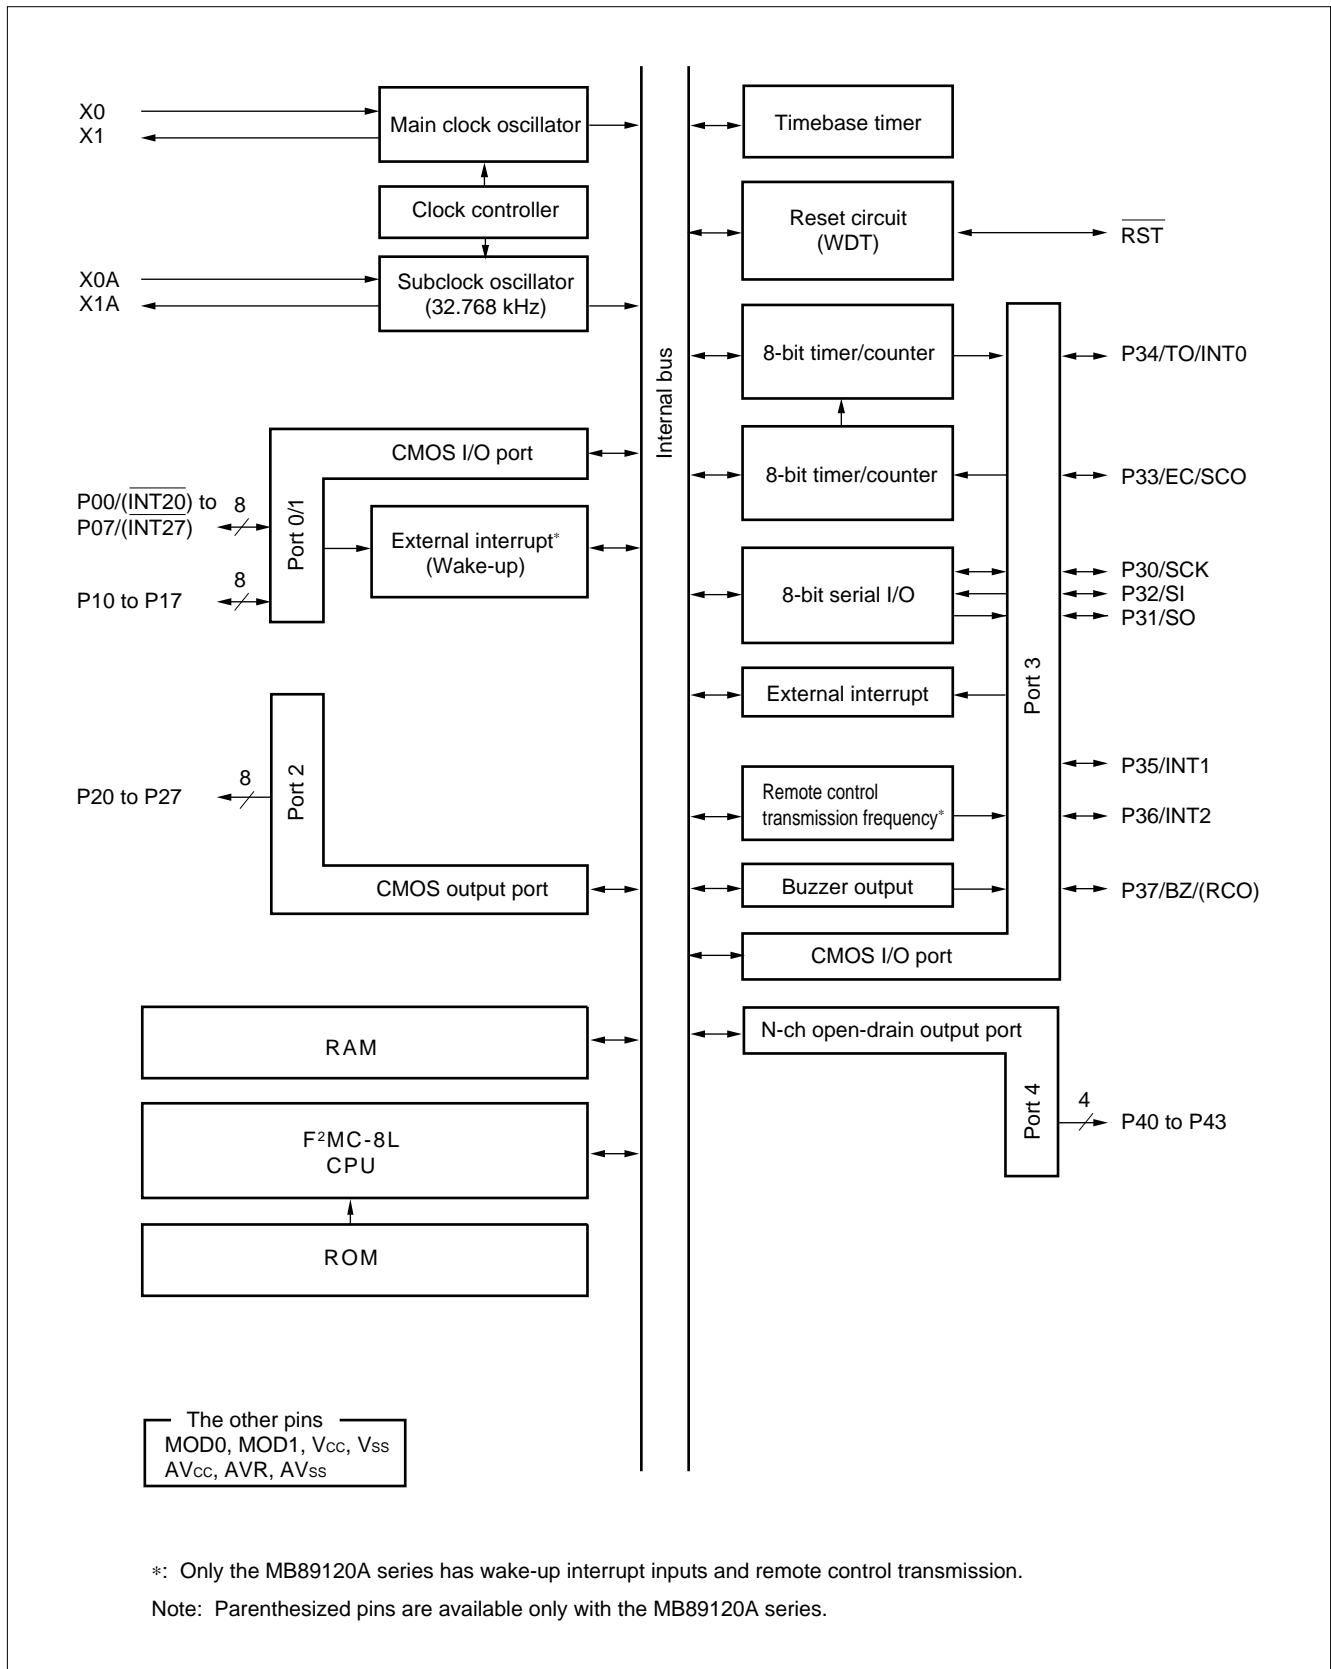 X0
X1
Main clock oscillator
Clock controller
X0A
X1A
Subclock oscillator
(32.768 kHz)
CMOS I/O port
P00/(INT20) to
P07/(INT27)
8
Port 0/1
External interrupt*
(Wake-up)
P10 to P17
8
Port 2
P20 to P27
8
CMOS output port
RAM
F²MC-8L
CPU
ROM
The other pins
MOD0, MOD1, Vcc, Vss
AVcc, AVR, AVss
Internal bus
Timebase timer
Reset circuit
(WDT)
RST
8-bit timer/counter
P34/TO/INT0
8-bit timer/counter
P33/EC/SCO
8-bit serial I/O
P30/SCK
P32/SI
P31/SO
Port 3
External interrupt
P35/INT1
Remote control
transmission frequency*
P36/INT2
Buzzer output
P37/BZ/(RCO)
CMOS I/O port
N-ch open-drain output port
Port 4
4
P40 to P43
*: Only the MB89120A series has wake-up interrupt inputs and remote control transmission.
Note: Parenthesized pins are available only with the MB89120A series.